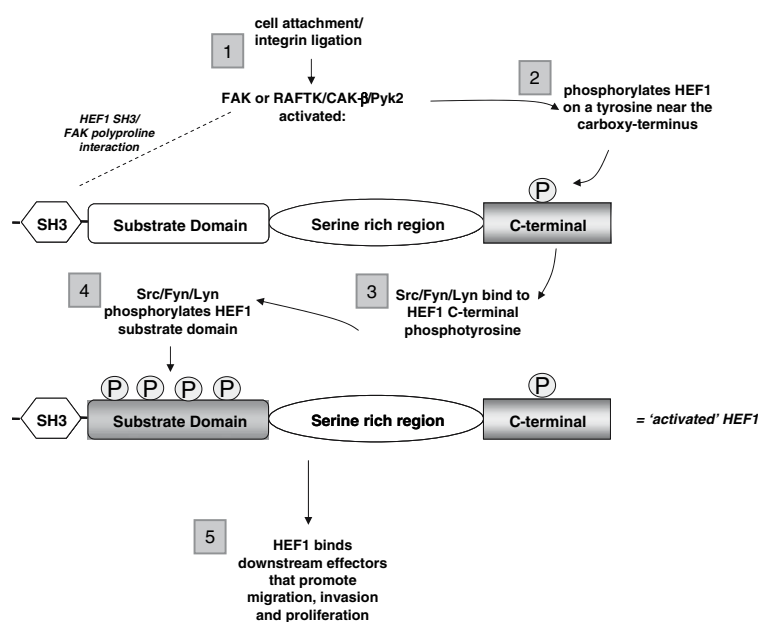 1
cell attachment/
integrin ligation
FAK or RAFTK/CAK-β/Pyk2
activated:
HEF1 SH3/
FAK polyproline
interaction
2
phosphorylates HEF1
on a tyrosine near the
carboxy-terminus
P
SH3
Substrate Domain
Serine rich region
C-terminal
3
Src/Fyn/Lyn bind to
HEF1 C-terminal
phosphotyrosine
4
Src/Fyn/Lyn
phosphorylates HEF1
substrate domain
P P P P
P
SH3
Substrate Domain
Serine rich region
C-terminal
= ‘activated’ HEF1
5
HEF1 binds
downstream effectors
that promote
migration, invasion
and proliferation